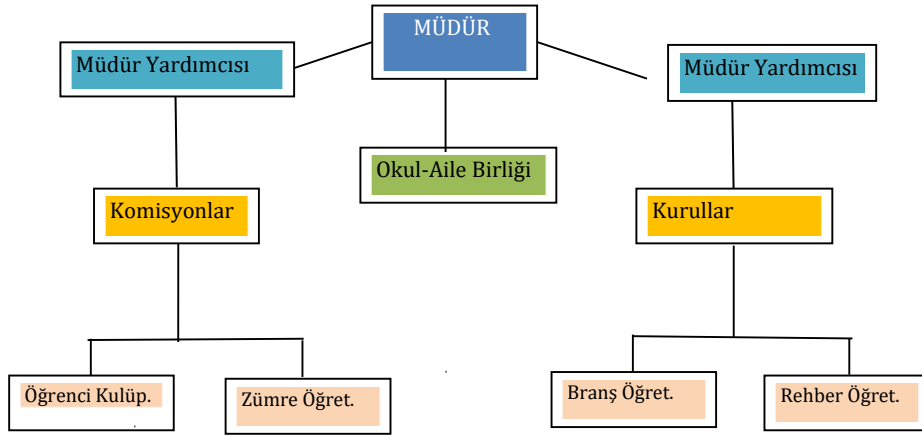 MÜDÜR
Müdür Yardımcısı
Müdür Yardımcısı
Okul-Aile Birliği
Komisyonlar
Kurullar
Öğrenci Kulüp.
Zümre Öğret.
Branş Öğret.
Rehber Öğret.